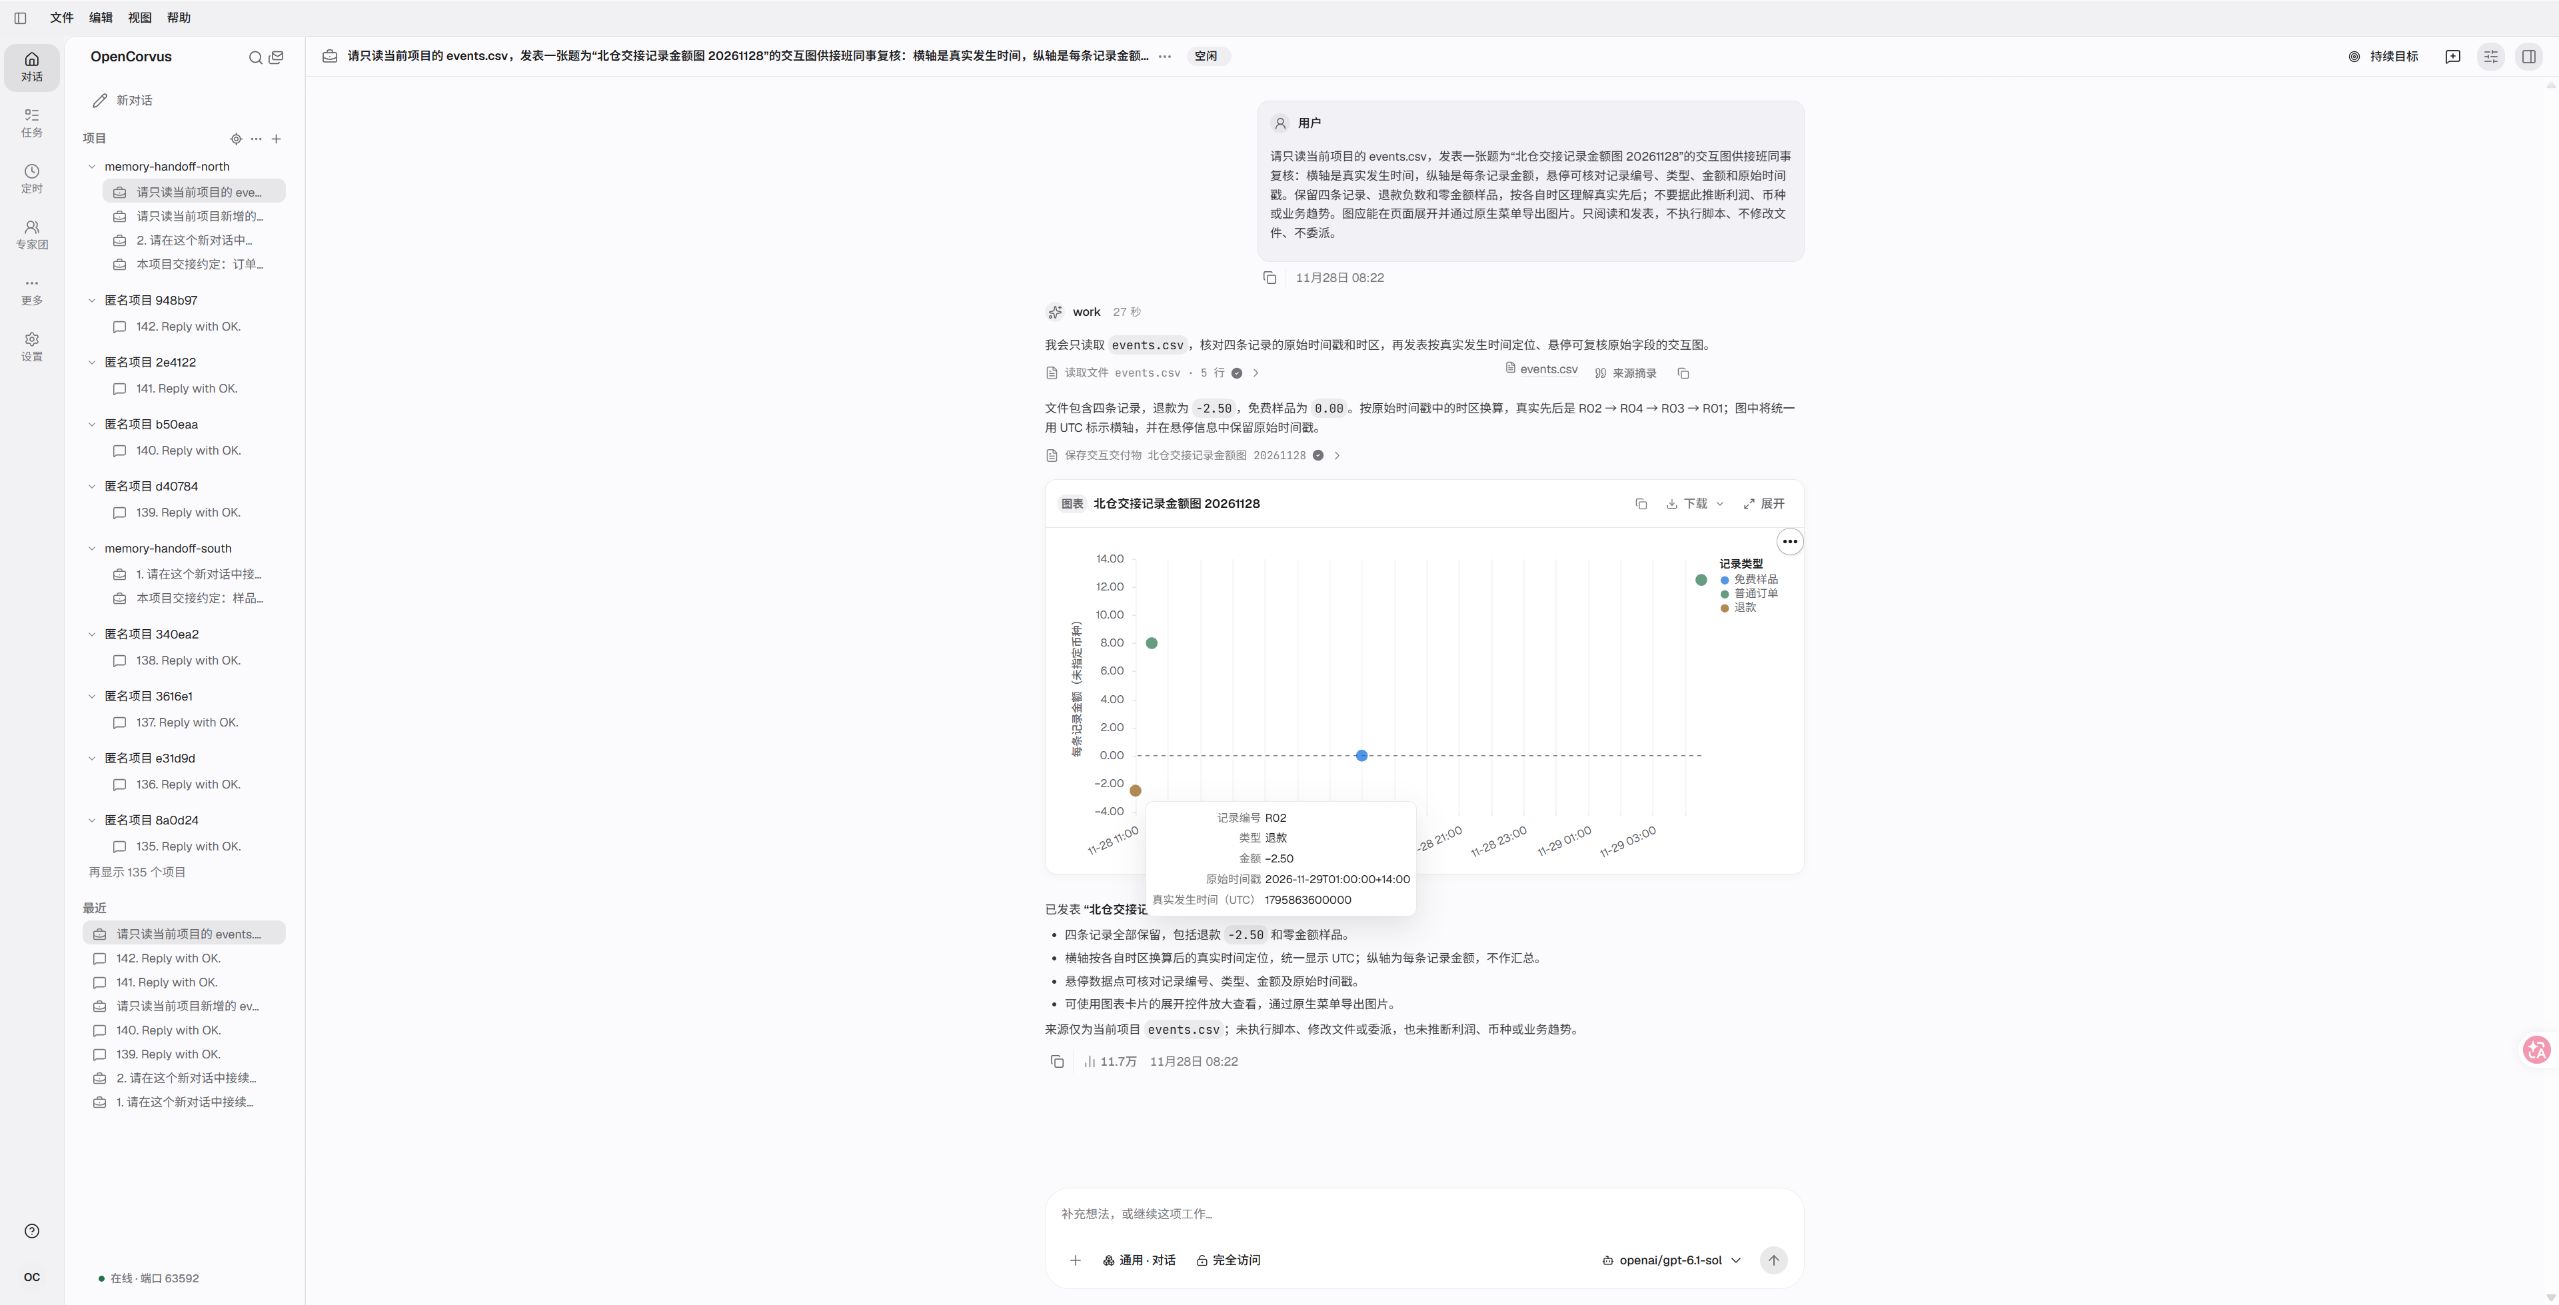 文件 编辑 视图 帮助
对话
任务
定时
专家团
更多
设置
OC
OpenCorvus
新对话
项目
memory-handoff-north
请只读当前项目的 eve...
请只读当前项目新增的...
2. 请在这个新对话中...
本项目交接约定：订单...
匿名项目 948b97
142. Reply with OK.
匿名项目 2e4122
141. Reply with OK.
匿名项目 b50eaa
140. Reply with OK.
匿名项目 d40784
139. Reply with OK.
memory-handoff-south
1. 请在这个新对话中接...
本项目交接约定：样品...
匿名项目 340ea2
138. Reply with OK.
匿名项目 3616e1
137. Reply with OK.
匿名项目 e31d9d
136. Reply with OK.
匿名项目 8a0d24
135. Reply with OK.
再显示 135 个项目
最近
请只读当前项目的 events....
142. Reply with OK.
141. Reply with OK.
请只读当前项目新增的 ev...
140. Reply with OK.
139. Reply with OK.
2. 请在这个新对话中接续...
1. 请在这个新对话中接续...
在线 · 端口 63592
请只读当前项目的 events.csv，发表一张题为“北仓交接记录金额图 20261128”的交互图供接班同事复核：横轴是真实发生时间，纵轴是每条记录金额... 空闲
持续目标
用户
请只读当前项目的 events.csv，发表一张题为“北仓交接记录金额图 20261128”的交互图供接班同事
复核：横轴是真实发生时间，纵轴是每条记录金额，悬停可核对记录编号、类型、金额和原始时间
戳。保留四条记录、退款负数和零金额样品，按各自时区理解真实先后；不要据此推断利润、币种
或业务趋势。图应能在页面展开并通过原生菜单导出图片。只阅读和发表，不执行脚本、不修改文
件、不委派。
11月28日 08:22
work 27 秒
我会只读取 events.csv，核对四条记录的原始时间戳和时区，再发表按真实发生时间定位、悬停可复核原始字段的交互图。
读取文件 events.csv · 5 行
events.csv 来源摘录
文件包含四条记录，退款为 -2.50，免费样品为 0.00。按原始时间戳中的时区换算，真实先后是 R02 → R04 → R03 → R01；图中将统一
用 UTC 标示横轴，并在悬停信息中保留原始时间戳。
保存交互交付物 北仓交接记录金额图 20261128
图表 北仓交接记录金额图 20261128
下载 展开
每条记录金额（未指定币种）
14.00
12.00
10.00
8.00
6.00
4.00
2.00
0.00
−2.00
−4.00
11-28 11:00
-28 21:00
11-28 23:00
11-29 01:00
11-29 03:00
记录类型
免费样品
普通订单
退款
记录编号 R02
类型 退款
金额 −2.50
原始时间戳 2026-11-29T01:00:00+14:00
真实发生时间（UTC） 1795863600000
已发表 “北仓交接记
四条记录全部保留，包括退款 -2.50 和零金额样品。
横轴按各自时区换算后的真实时间定位，统一显示 UTC；纵轴为每条记录金额，不作汇总。
悬停数据点可核对记录编号、类型、金额及原始时间戳。
可使用图表卡片的展开控件放大查看，通过原生菜单导出图片。
来源仅为当前项目 events.csv；未执行脚本、修改文件或委派，也未推断利润、币种或业务趋势。
11.7万 11月28日 08:22
补充想法，或继续这项工作...
通用 · 对话 完全访问
openai/gpt-6.1-sol